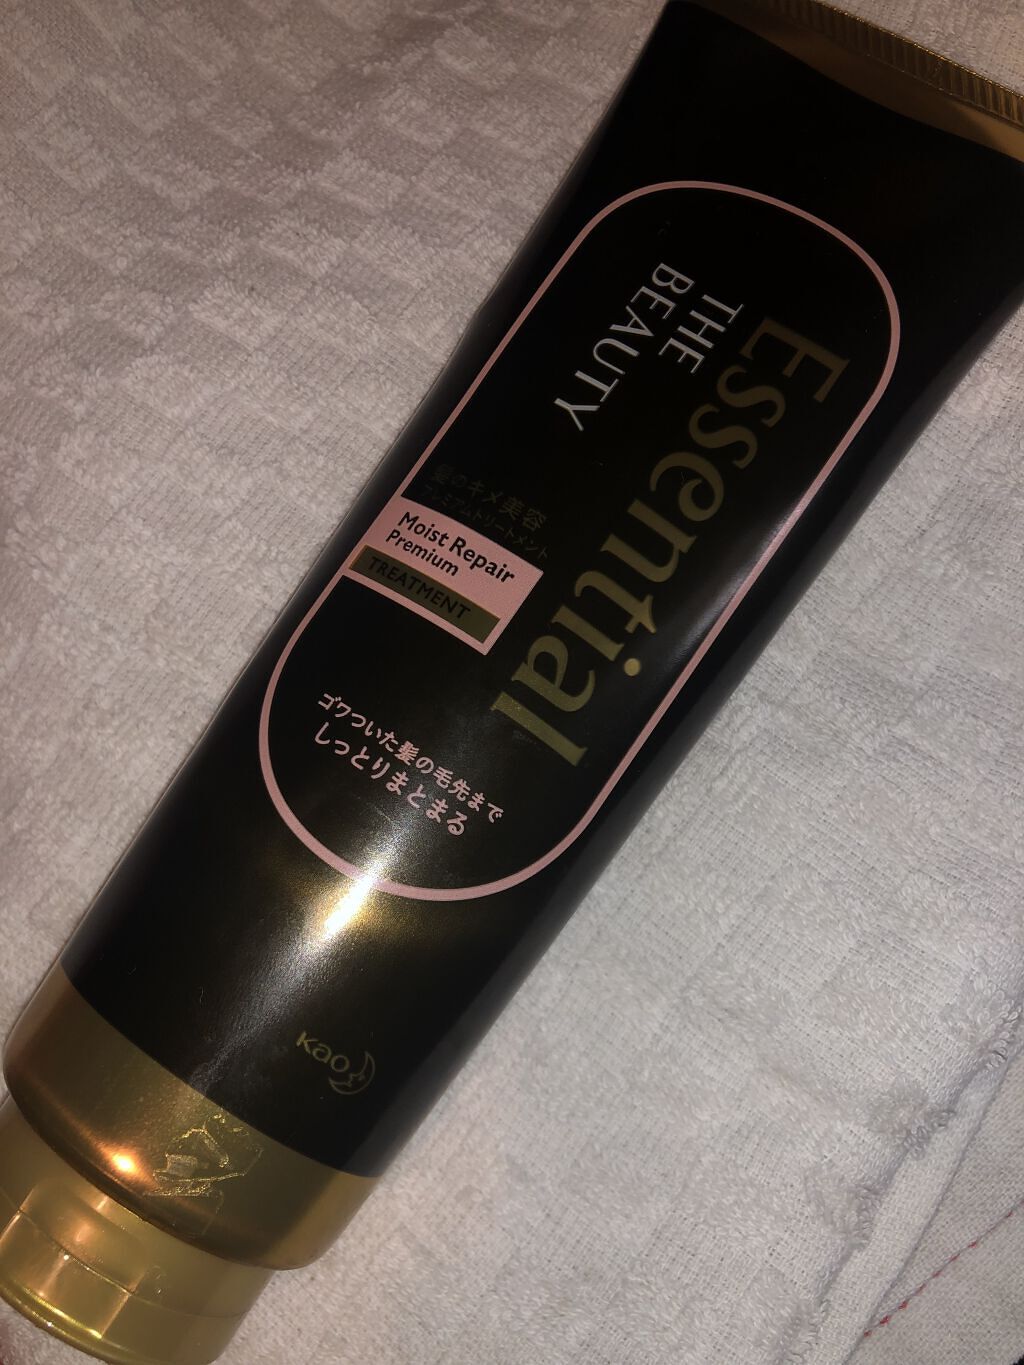 Essential
THE
BEAUTY
髪のキメ美容
プレミアムトリートメント
Moist Repair
Premium
TREATMENT
ゴワついた髪の毛先まで
しっとりまとまる
Kao